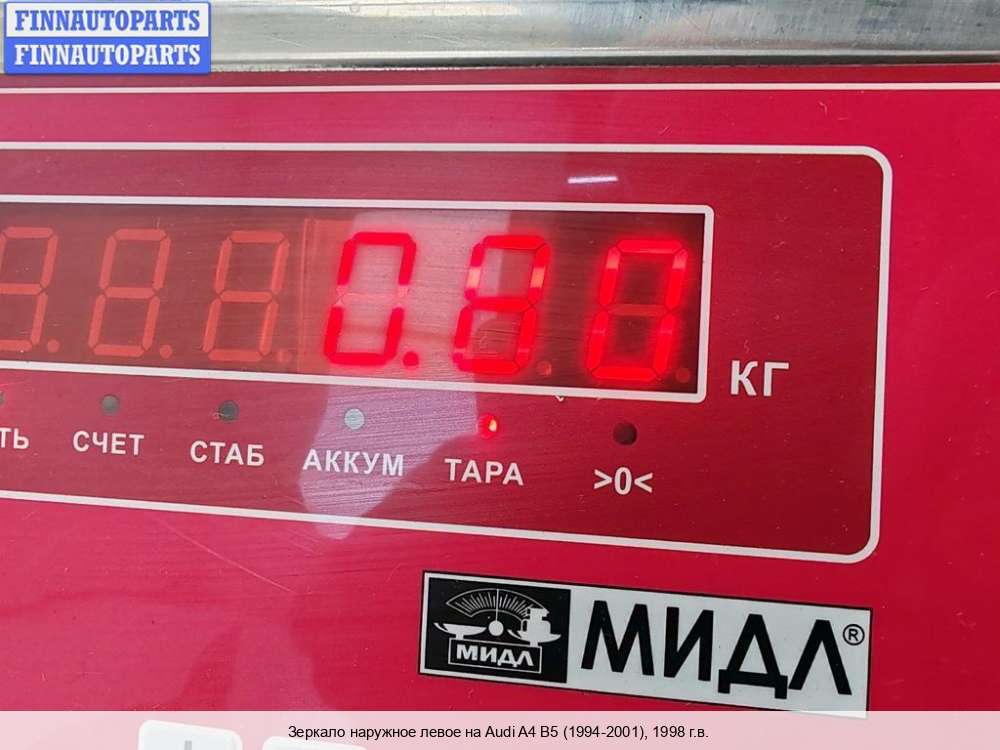 FINNAUTOPARTS
FINNAUTOPARTS
0.80
КГ
ТЬ СЧЕТ СТАБ АККУМ ТАРА >0<
МИДЛ МИДЛ®
Зеркало наружное левое на Audi A4 B5 (1994-2001), 1998 г.в.